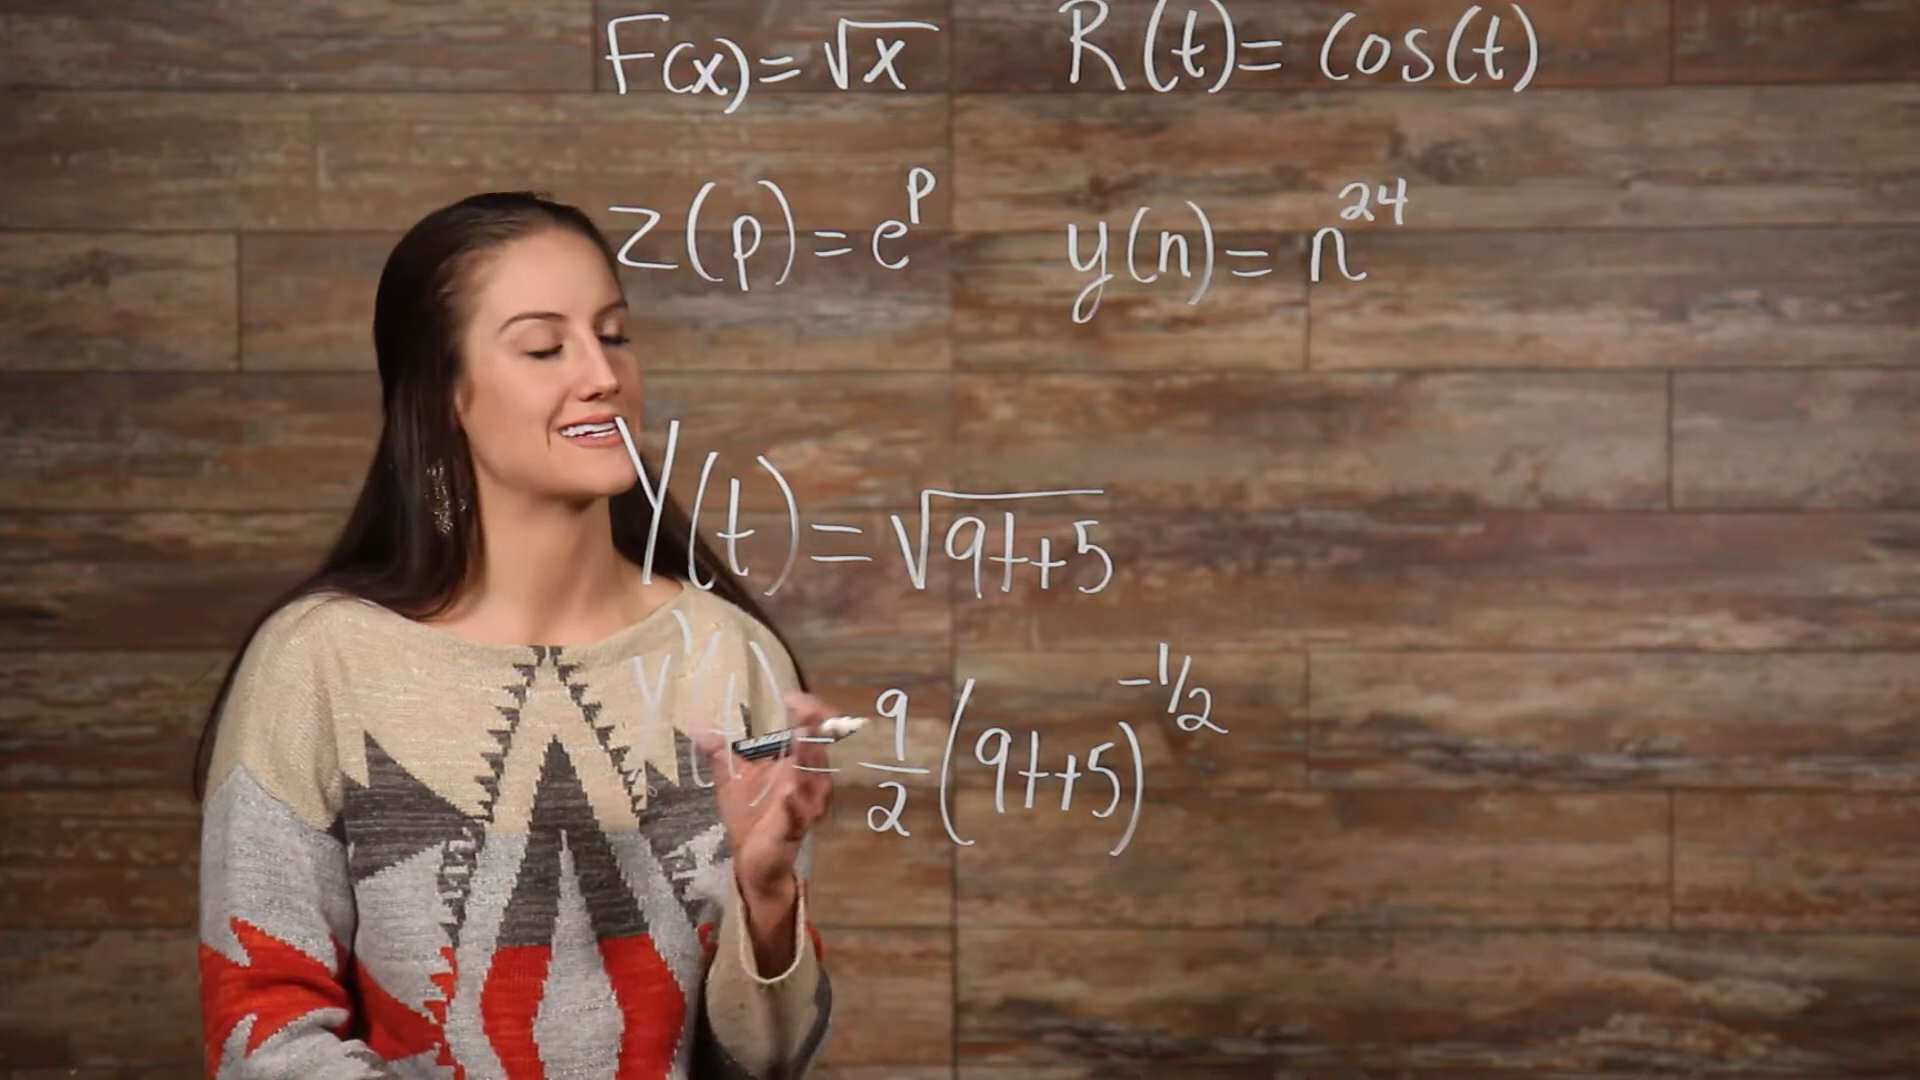 F(x) = √x R(t) = cos(t)
z(p) = e^p y(n) = n^24
Y(t) = √9t+5
Y'(t) = 9/2 (9t+5)^-1/2